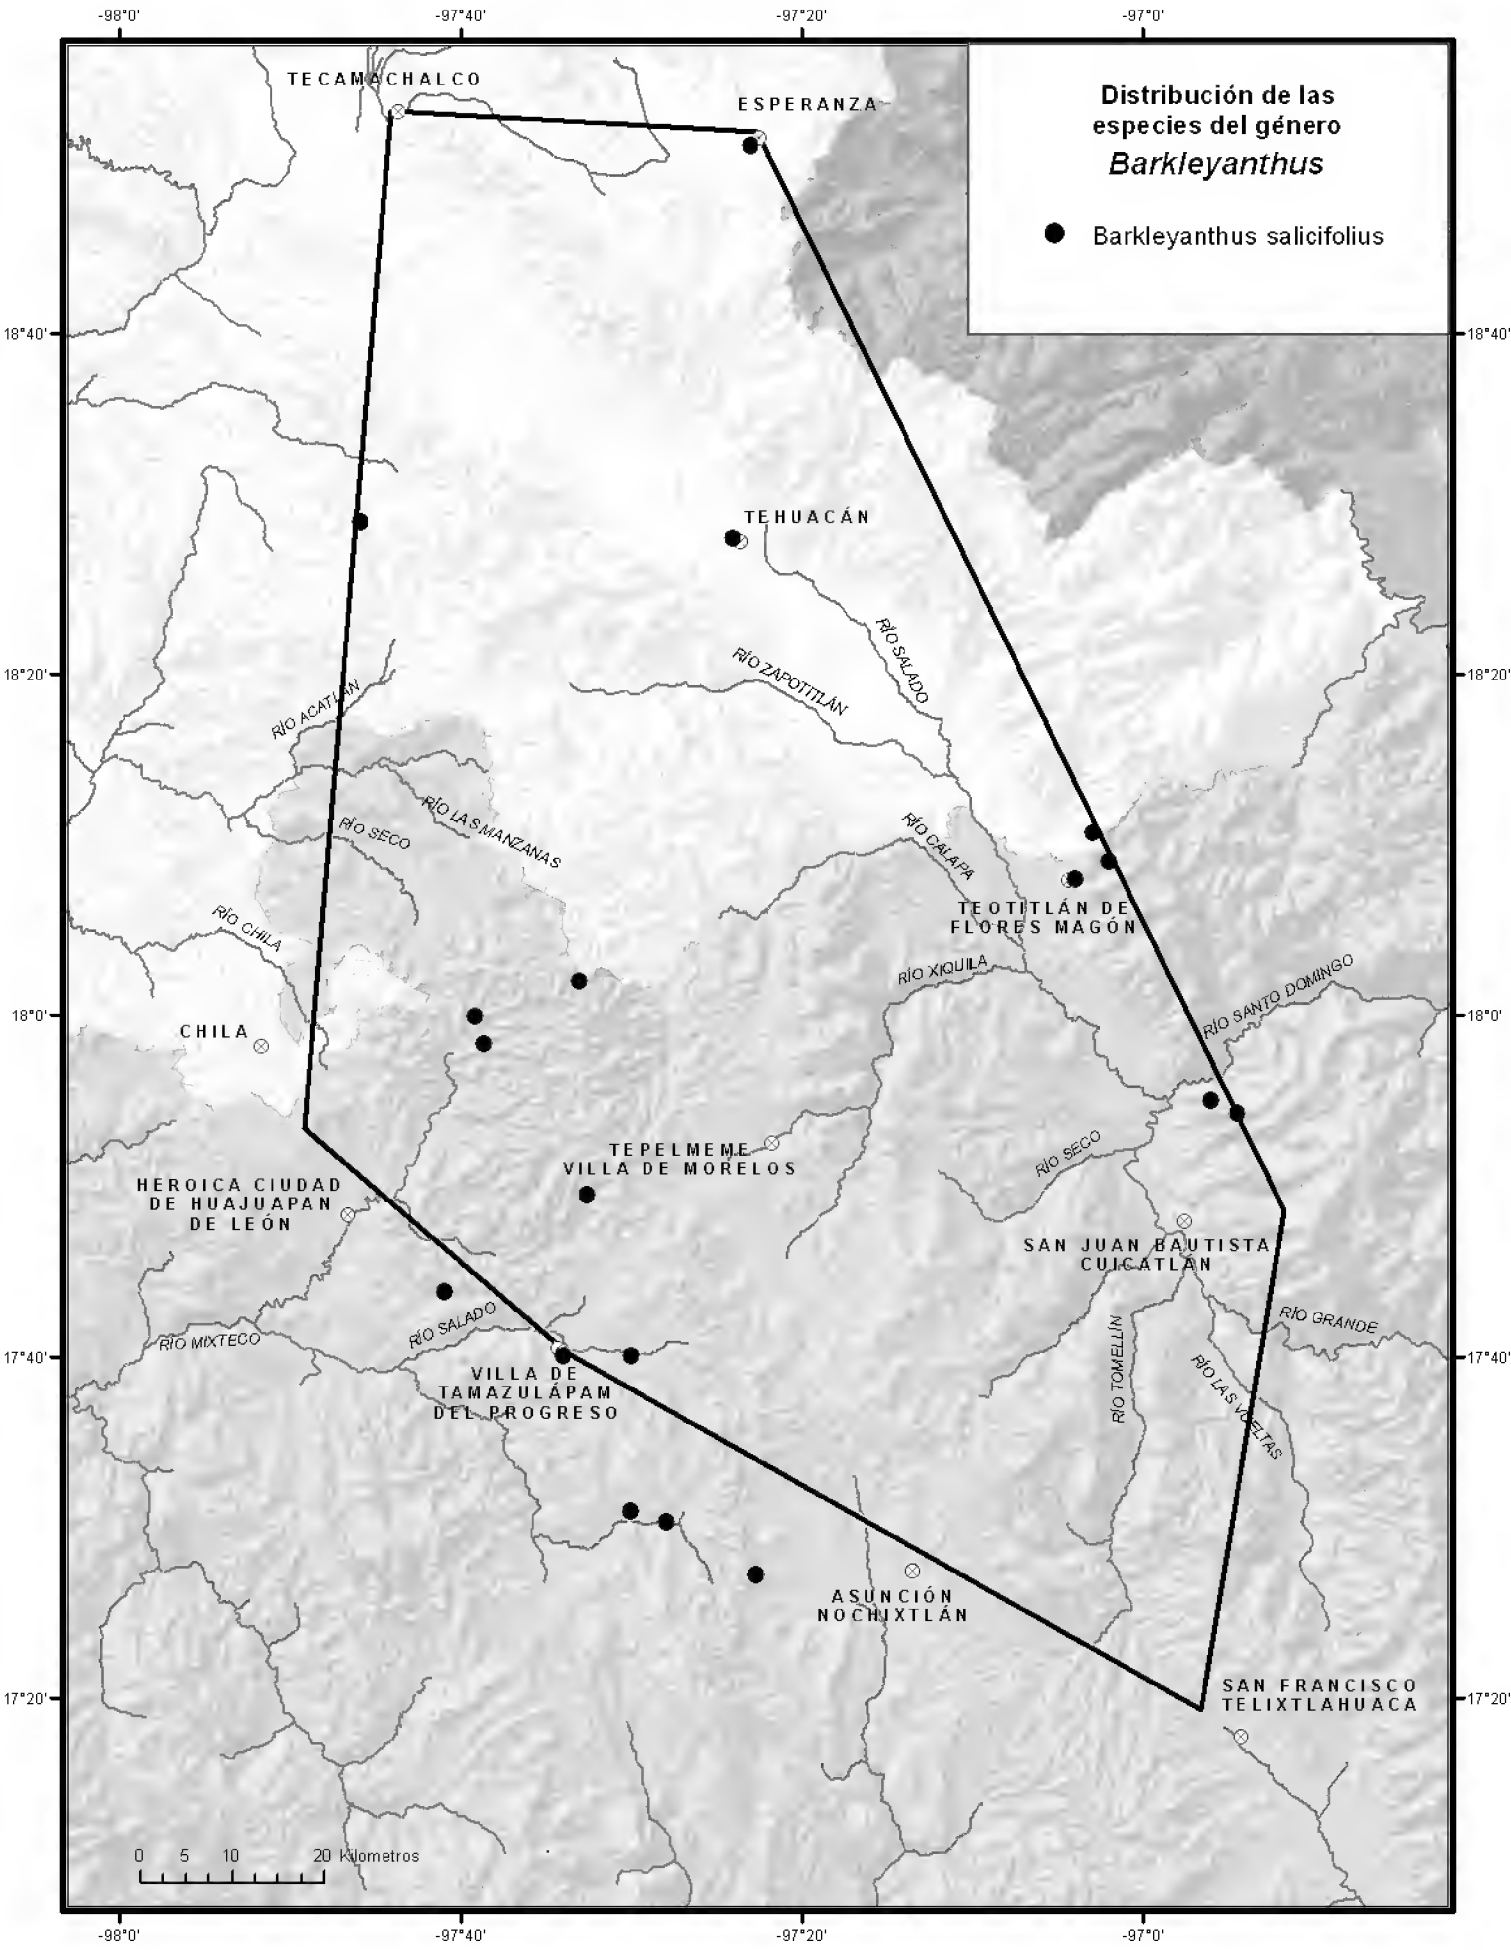 -98°0'
-97°40'
-97°20'
-97°0'
TECAMACHALCO
ESPERANZA
Distribución de las
especies del género
Barkleyanthus
Barkleyanthus salicifolius
18°40'
18°40'
TEHUACÁN
RÍO SALADO
RÍO ZAPOTITLÁN
18°20'
18°20'
RÍO ACATLÁN
RÍO LAS MANZANAS
RÍO SECO
RÍO CALAPA
TEOTITLÁN DE
FLORES MAGÓN
RÍO CHILA
RÍO XIQUILA
RÍO SANTO DOMINGO
18°0'
18°0'
CHILA
TEPELMEME
VILLA DE MORELOS
RÍO SECO
HEROICA CIUDAD
DE HUAJUAPAN
DE LEÓN
SAN JUAN BAUTISTA
CUICATLÁN
RÍO GRANDE
RÍO SALADO
RÍO MIXTECO
17°40'
17°40'
RÍO TOMELLÍN
RÍO LAS VUELTAS
VILLA DE
TAMAZULÁPAM
DEL PROGRESO
ASUNCIÓN
NOCHIXTLÁN
17°20'
17°20'
SAN FRANCISCO
TELIXTLAHUACA
0 5 10 20 Kilometros
-98°0'
-97°40'
-97°20'
-97°0'